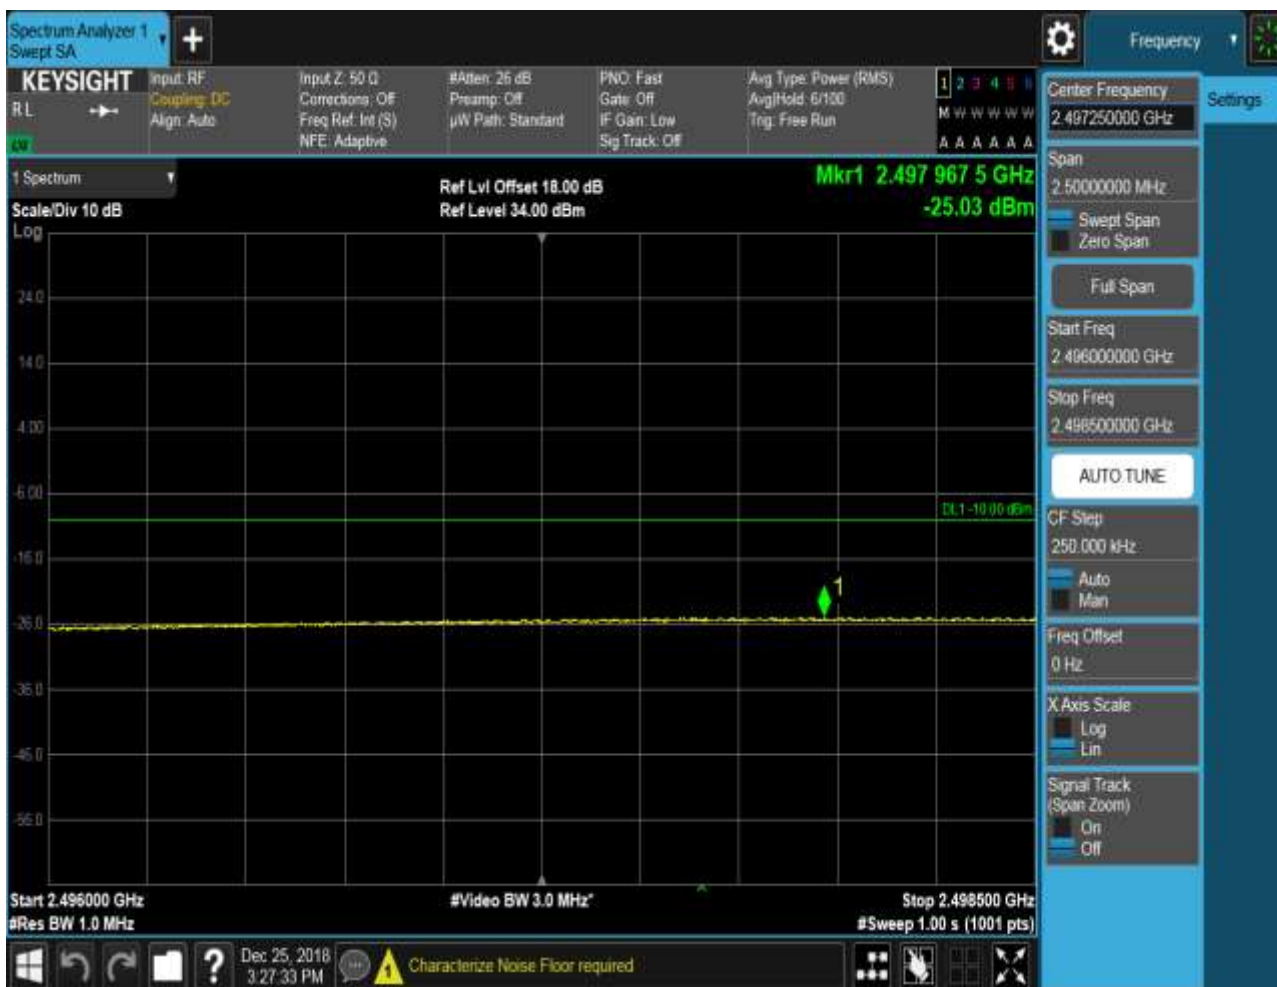 Spectrum Analyzer 1
Swept SA
Frequency
KEYSIGHT
R L
Input: RF
Coupling: DC
Align: Auto
Input Z: 50 Ω
Corrections: Off
Freq Ref: Int (S)
NFE: Adaptive
#Atten: 26 dB
Preamp: Off
µW Path: Standard
PNO: Fast
Gate: Off
IF Gain: Low
Sig Track: Off
Avg Type: Power (RMS)
Avg|Hold: 6/100
Trig: Free Run
1 2 3 4 5 6
M W W W W W
A A A A A A
1 Spectrum
Scale/Div 10 dB
Log
Ref Lvl Offset 18.00 dB
Ref Level 34.00 dBm
Mkr1 2.497 967 5 GHz
-25.03 dBm
24.0
14.0
4.00
-6.00
-16.0
-26.0
-36.0
-46.0
-56.0
DL1 -10.00 dBm
1
Start 2.496000 GHz
#Res BW 1.0 MHz
#Video BW 3.0 MHz*
Stop 2.498500 GHz
#Sweep 1.00 s (1001 pts)
Center Frequency
2.497250000 GHz
Settings
Span
2.50000000 MHz
Swept Span
Zero Span
Full Span
Start Freq
2.496000000 GHz
Stop Freq
2.498500000 GHz
AUTO TUNE
CF Step
250.000 kHz
Auto
Man
Freq Offset
0 Hz
X Axis Scale
Log
Lin
Signal Track
(Span Zoom)
On
Off
?
Dec 25, 2018
3:27:33 PM
1
Characterize Noise Floor required